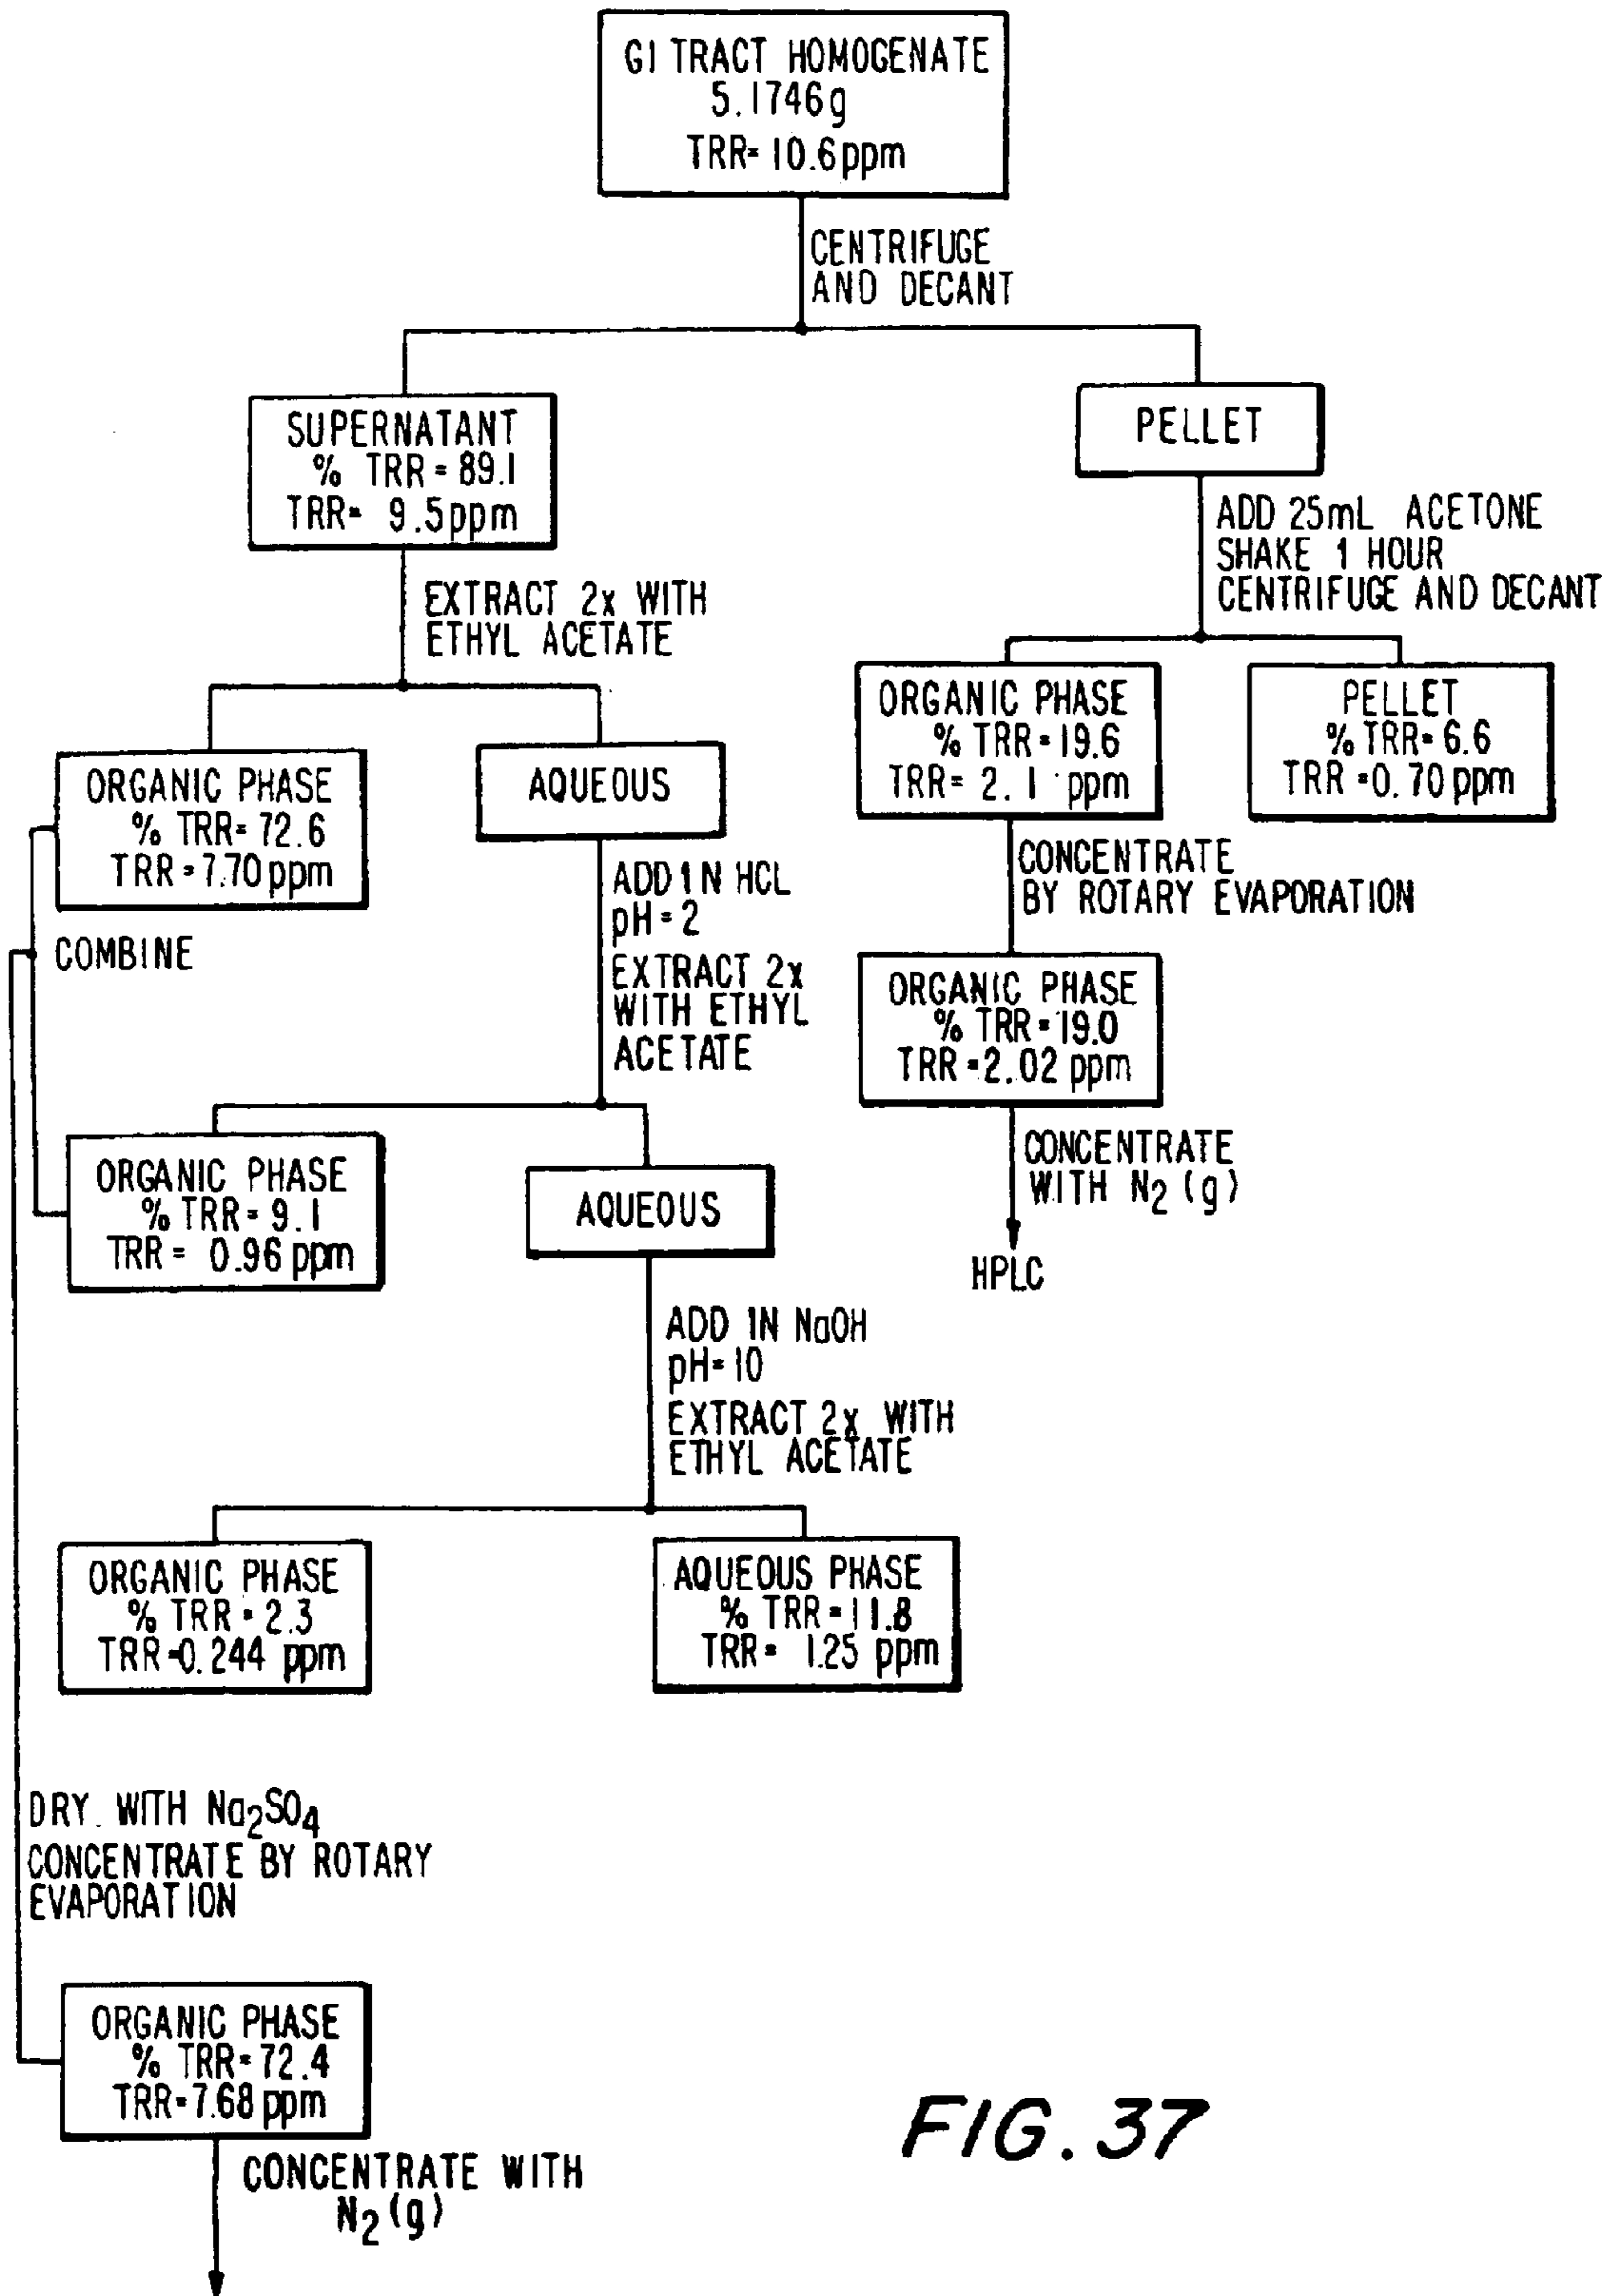 GI TRACT HOMOGENATE
5.1746g
TRR= 10.6ppm
CENTRIFUGE
AND DECANT
SUPERNATANT
% TRR = 89.1
TRR= 9.5ppm
PELLET
EXTRACT 2x WITH
ETHYL ACETATE
ADD 25mL ACETONE
SHAKE 1 HOUR
CENTRIFUGE AND DECANT
ORGANIC PHASE
% TRR= 72.6
TRR=7.70ppm
AQUEOUS
ORGANIC PHASE
% TRR=19.6
TRR= 2.1 ppm
PELLET
% TRR= 6.6
TRR =0.70 ppm
COMBINE
ADD 1N HCL
pH = 2
EXTRACT 2x
WITH ETHYL
ACETATE
CONCENTRATE
BY ROTARY EVAPORATION
ORGANIC PHASE
% TRR=19.0
TRR=2.02 ppm
ORGANIC PHASE
% TRR= 9.1
TRR= 0.96 ppm
AQUEOUS
CONCENTRATE
WITH N2 (g)
HPLC
ADD 1N NaOH
pH=10
EXTRACT 2x WITH
ETHYL ACETATE
ORGANIC PHASE
% TRR= 2.3
TRR=0.244 ppm
AQUEOUS PHASE
% TRR=11.8
TRR= 1.25 ppm
DRY WITH Na2SO4
CONCENTRATE BY ROTARY
EVAPORATION
ORGANIC PHASE
% TRR=72.4
TRR=7.68ppm
CONCENTRATE WITH
N2(g)
FIG. 37